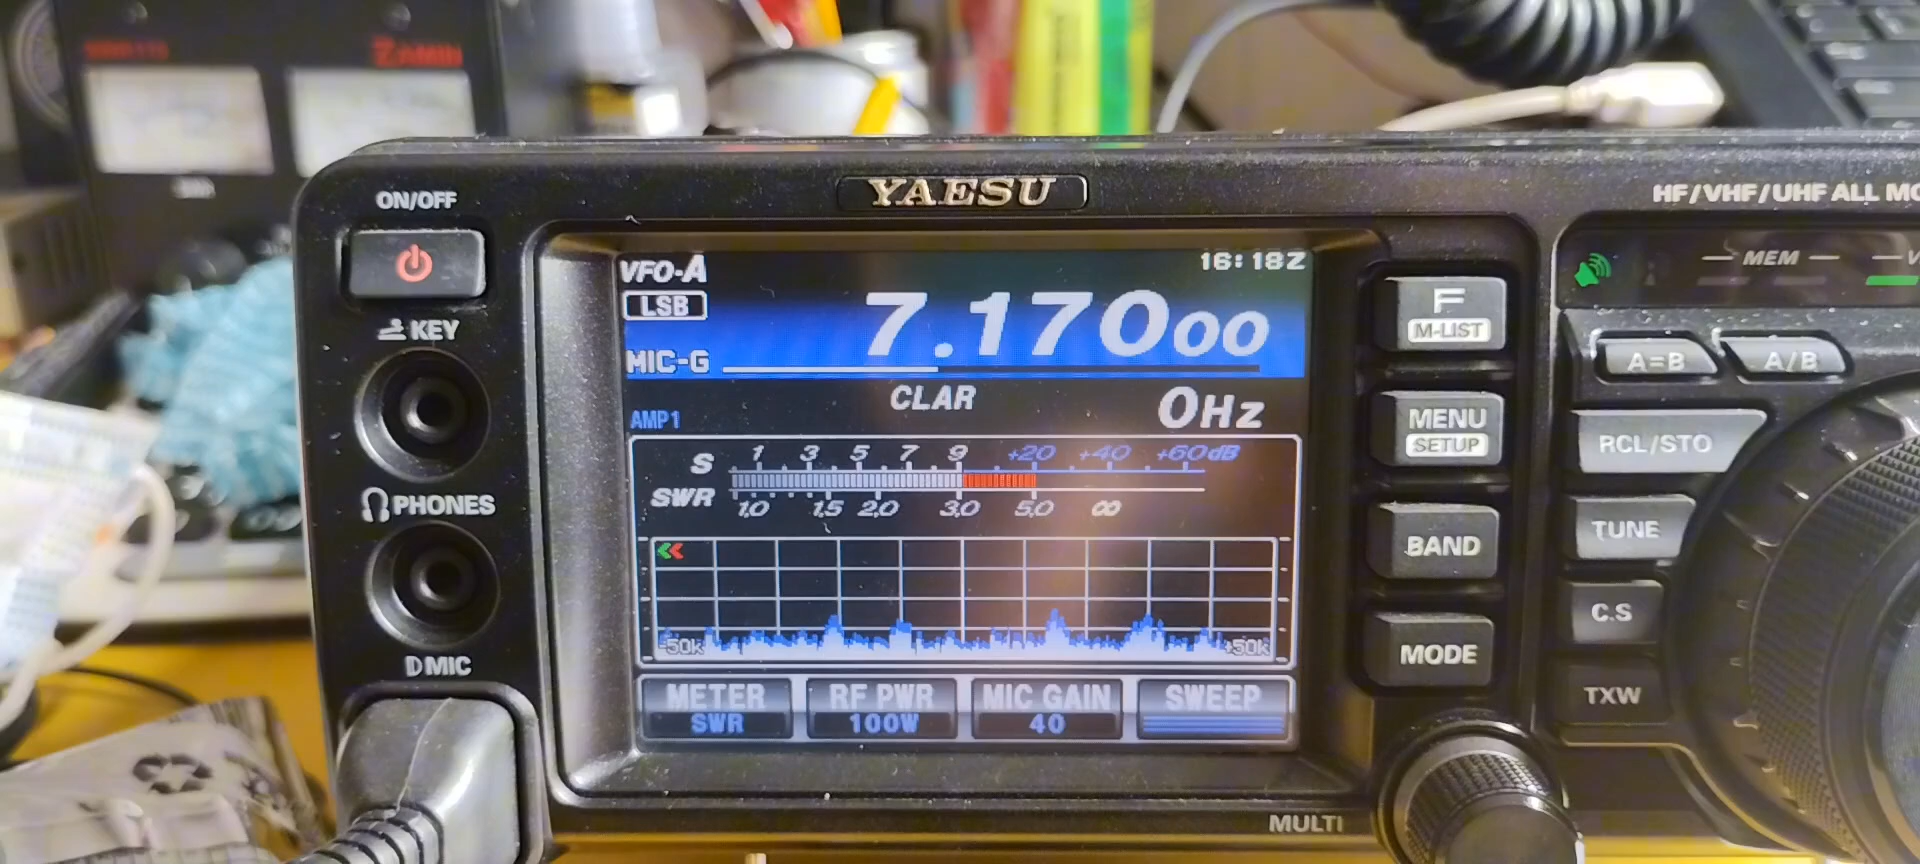 ZAMIN
YAESU
HF/VHF/UHF ALL MO
ON/OFF
KEY
PHONES
MIC
VFO-A
16:18Z
LSB
7.17000
MIC-G
CLAR
0Hz
AMP1
S 1 3 5 7 9 +20 +40 +60dB
SWR 1.0 1.5 2.0 3.0 5.0 ∞
-50k +50k
METER RF PWR MIC GAIN SWEEP
SWR 100W 40
F
M-LIST
MENU
SETUP
BAND
MODE
MULTI
MEM V
A=B A/B
RCL/STO
TUNE
C.S
TXW